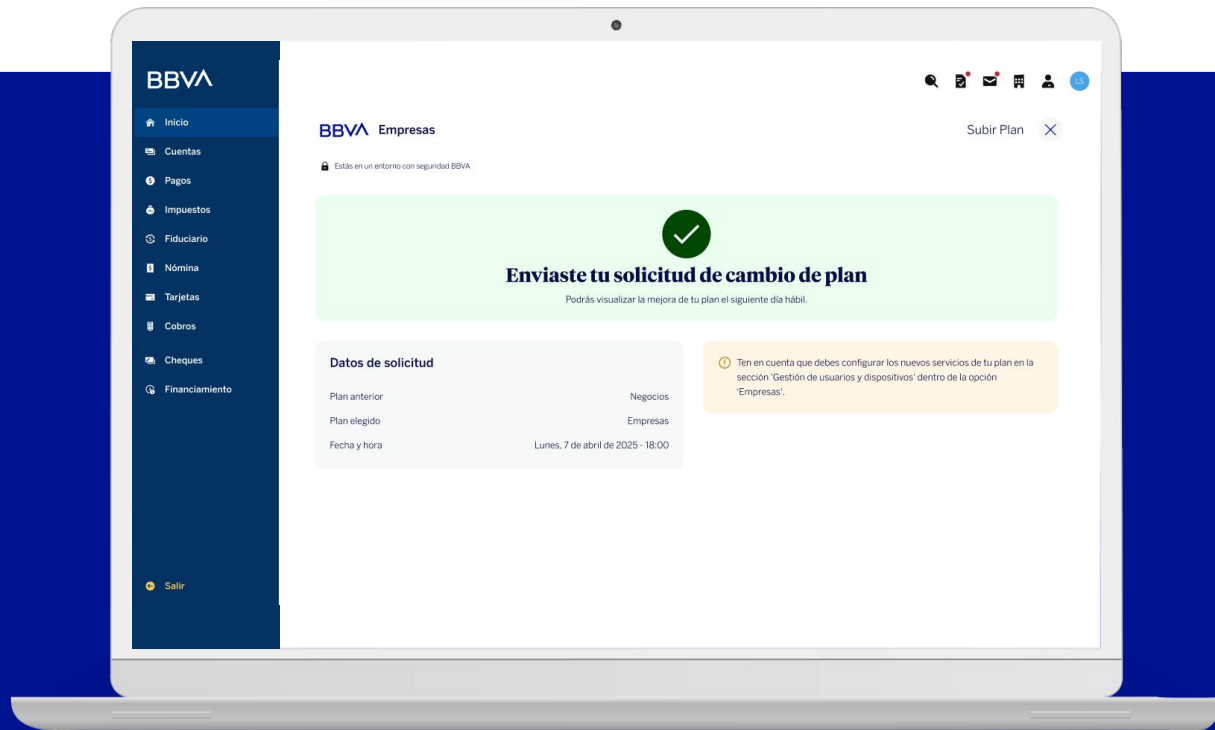 BBVA
LS
Inicio
Cuentas
Pagos
Impuestos
Fiduciario
Nómina
Tarjetas
Cobros
Cheques
Financiamiento
Salir
BBVA Empresas
Subir Plan
Estás en un entorno con seguridad BBVA
Enviaste tu solicitud de cambio de plan
Podrás visualizar la mejora de tu plan el siguiente día hábil.
Datos de solicitud
Plan anterior Negocios
Plan elegido Empresas
Fecha y hora Lunes, 7 de abril de 2025 - 18:00
Ten en cuenta que debes configurar los nuevos servicios de tu plan en la
sección 'Gestión de usuarios y dispositivos' dentro de la opción
'Empresas'.